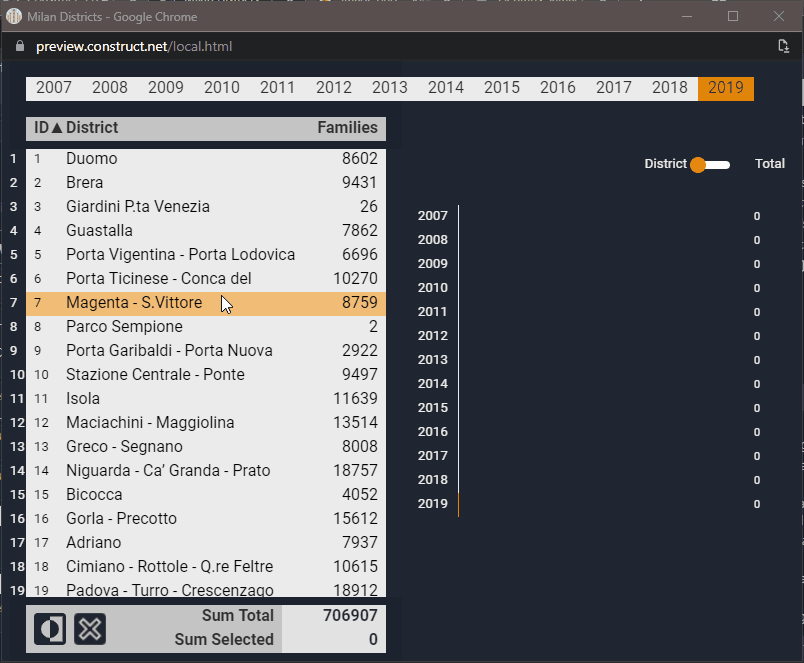 Milan Districts - Google Chrome
preview.construct.net/local.html
2007 2008 2009 2010 2011 2012 2013 2014 2015 2016 2017 2018 2019
ID▲District Families
1 1 Duomo 8602
2 2 Brera 9431
3 3 Giardini P.ta Venezia 26
4 4 Guastalla 7862
5 5 Porta Vigentina - Porta Lodovica 6696
6 6 Porta Ticinese - Conca del 10270
7 7 Magenta - S.Vittore 8759
8 8 Parco Sempione 2
9 9 Porta Garibaldi - Porta Nuova 2922
10 10 Stazione Centrale - Ponte 9497
11 11 Isola 11639
12 12 Maciachini - Maggiolina 13514
13 13 Greco - Segnano 8008
14 14 Niguarda - Ca' Granda - Prato 18757
15 15 Bicocca 4052
16 16 Gorla - Precotto 15612
17 17 Adriano 7937
18 18 Cimiano - Rottole - Q.re Feltre 10615
19 19 Padova - Turro - Crescenzago 18912
Sum Total 706907
Sum Selected 0
District Total
2007 0
2008 0
2009 0
2010 0
2011 0
2012 0
2013 0
2014 0
2015 0
2016 0
2017 0
2018 0
2019 0